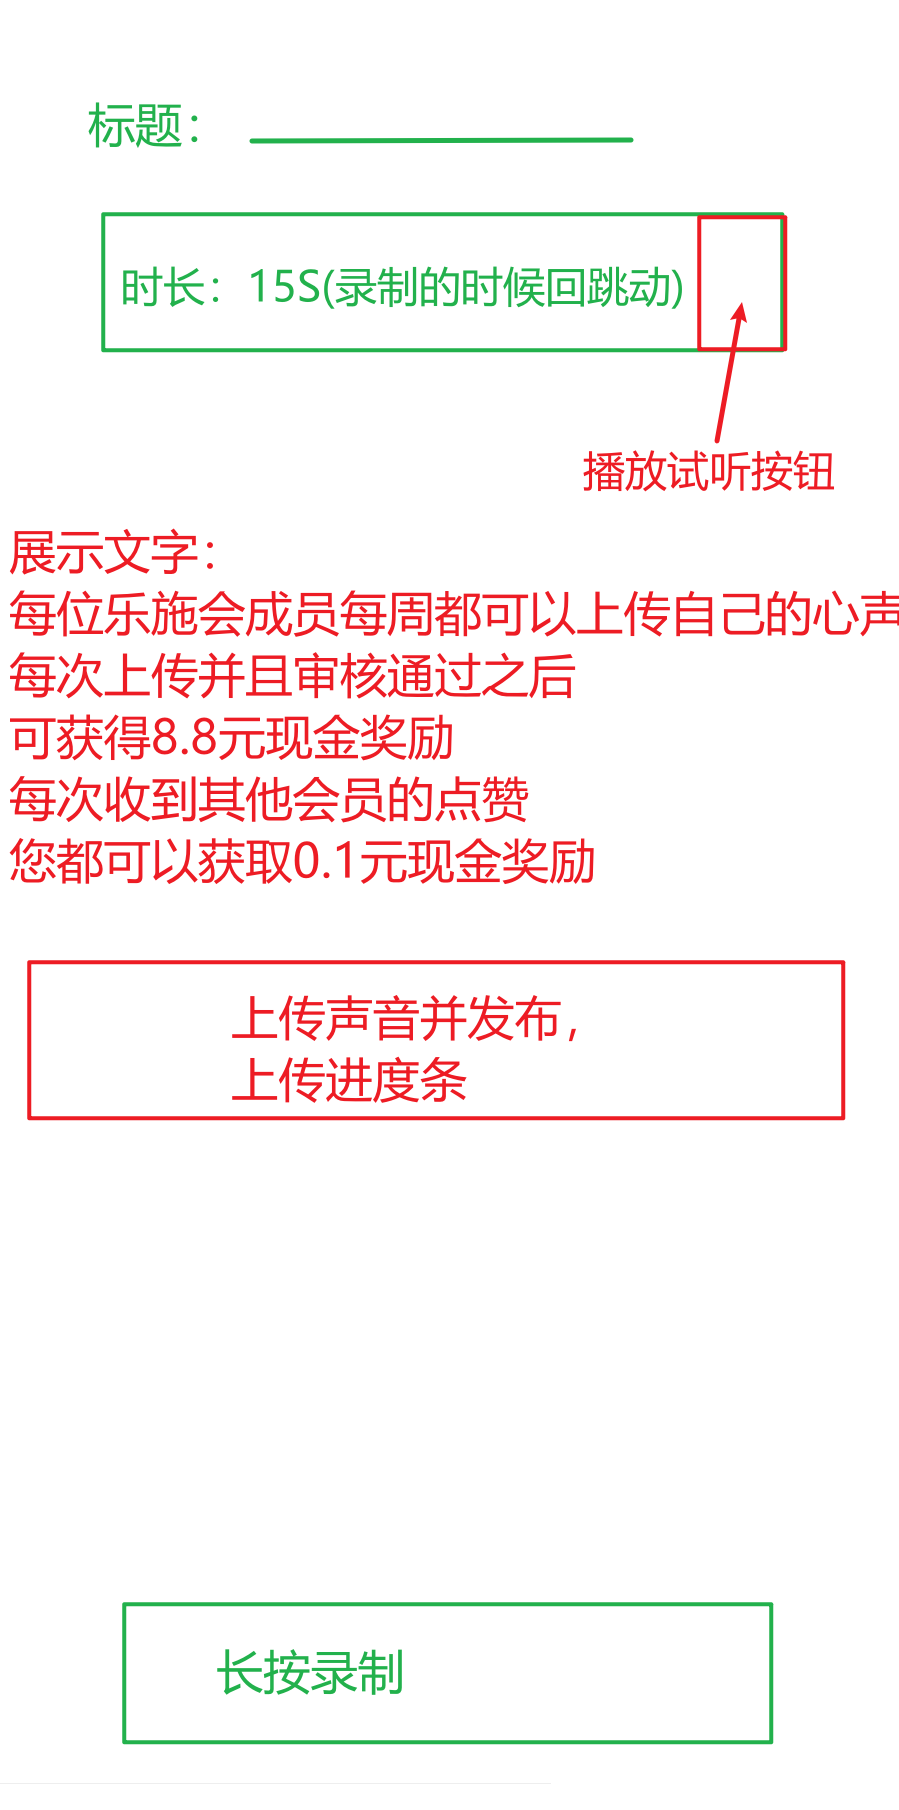 标题：
时长：15S(录制的时候回跳动)
播放试听按钮
展示文字：
每位乐施会成员每周都可以上传自己的心声
每次上传并且审核通过之后
可获得8.8元现金奖励
每次收到其他会员的点赞
您都可以获取0.1元现金奖励
上传声音并发布，
上传进度条
长按录制